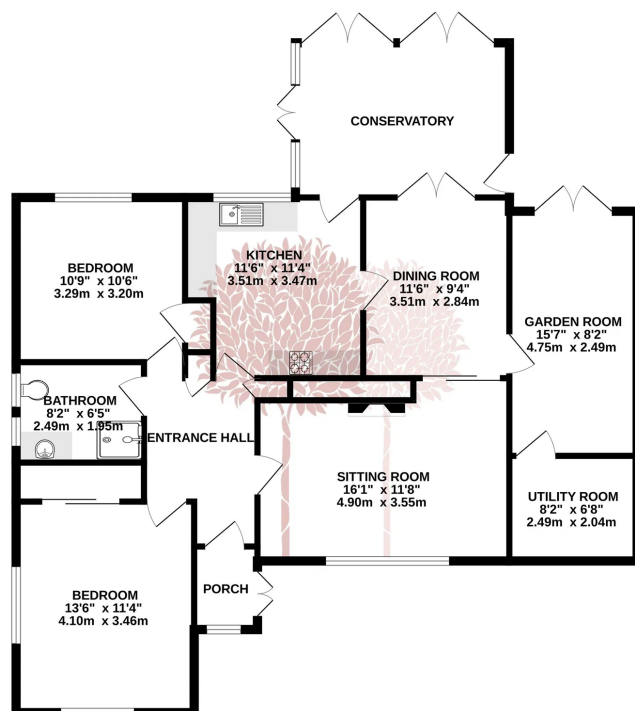 CONSERVATORY
KITCHEN
11'6" x 11'4"
3.51m x 3.47m
BEDROOM
10'9" x 10'6"
3.29m x 3.20m
DINING ROOM
11'6" x 9'4"
3.51m x 2.84m
GARDEN ROOM
15'7" x 8'2"
4.75m x 2.49m
BATHROOM
8'2" x 6'5"
2.49m x 1.95m
ENTRANCE HALL
SITTING ROOM
16'1" x 11'8"
4.90m x 3.55m
UTILITY ROOM
8'2" x 6'8"
2.49m x 2.04m
PORCH
BEDROOM
13'6" x 11'4"
4.10m x 3.46m